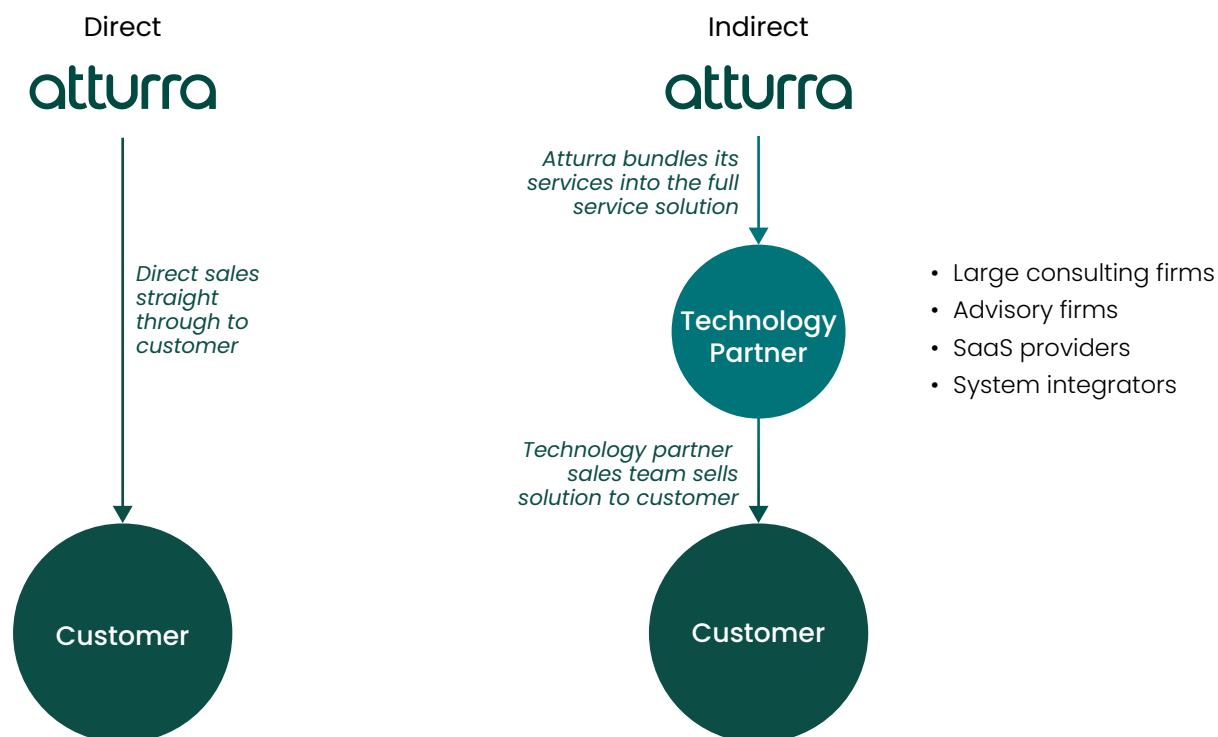 Direct
atturra
Direct sales
straight
through to
customer
Customer
Indirect
atturra
Atturra bundles its
services into the full
service solution
Technology
Partner
• Large consulting firms
• Advisory firms
• SaaS providers
• System integrators
Technology partner
sales team sells
solution to customer
Customer